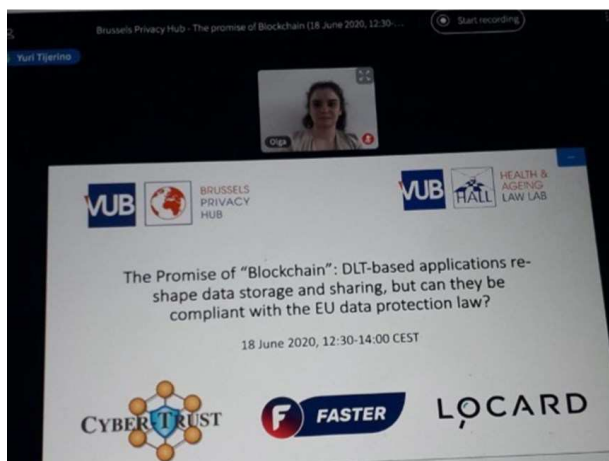 Brussels Privacy Hub - The promise of Blockchain (18 June 2020, 12:30-...
Start recording
Yuri Tijerino
Olga
VUB
BRUSSELS
PRIVACY
HUB
VUB
HALL
HEALTH &
AGEING
LAW LAB
The Promise of “Blockchain”: DLT-based applications re-
shape data storage and sharing, but can they be
compliant with the EU data protection law?
18 June 2020, 12:30-14:00 CEST
CYBER-TRUST
F FASTER
LOCARD